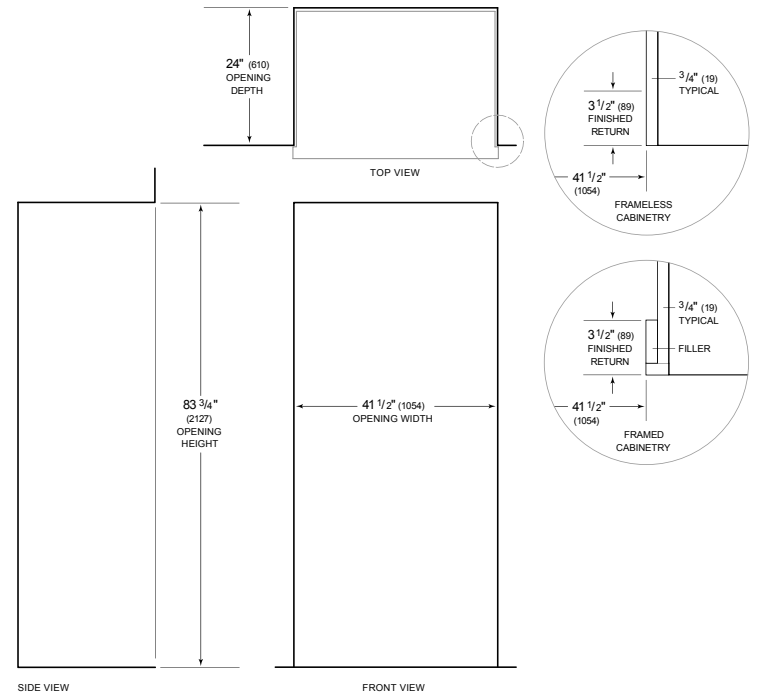 24" (610)
OPENING
DEPTH
TOP VIEW
3/4" (19)
TYPICAL
3 1/2" (89)
FINISHED
RETURN
41 1/2"
(1054)
FRAMELESS
CABINETRY
3/4" (19)
TYPICAL
3 1/2" (89)
FINISHED
RETURN
FILLER
41 1/2"
(1054)
FRAMED
CABINETRY
83 3/4"
(2127)
OPENING
HEIGHT
41 1/2" (1054)
OPENING WIDTH
SIDE VIEW
FRONT VIEW